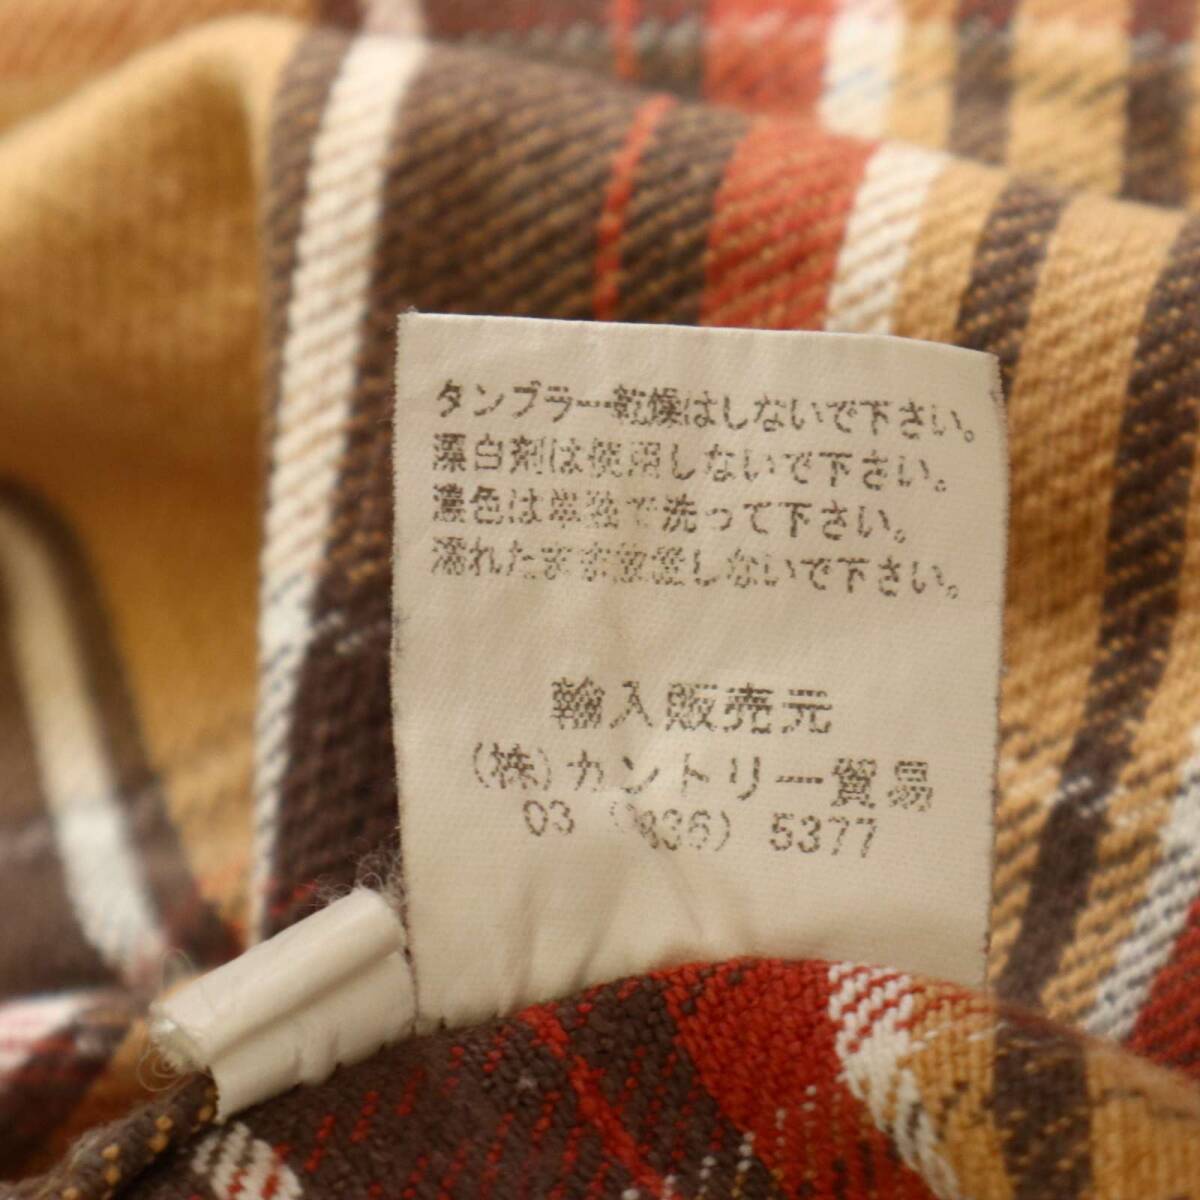 タンブラー乾燥はしないで下さい。
漂白剤は使用しないで下さい。
濃色は単独で洗って下さい。
濡れたまま放置しないで下さい。
輸入販売元
(株)カントリー貿易
03 (836) 5377